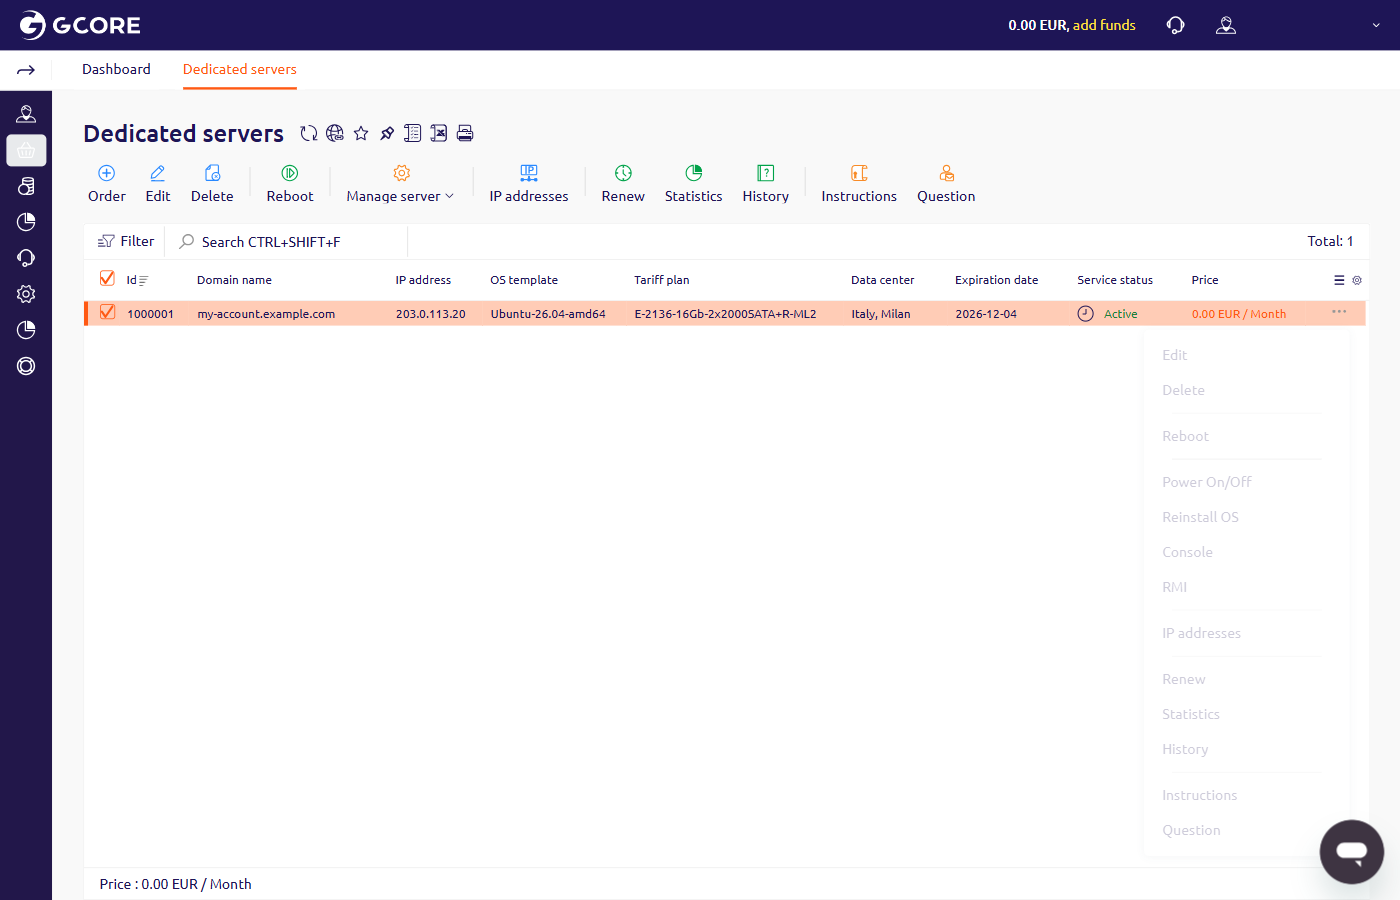 GCORE
0.00 EUR, add funds
Dashboard
Dedicated servers
Dedicated servers
Order
Edit
Delete
Reboot
Manage server
IP addresses
Renew
Statistics
History
Instructions
Question
Filter
Search CTRL+SHIFT+F
Total: 1
Id
Domain name
IP address
OS template
Tariff plan
Data center
Expiration date
Service status
Price
1000001
my-account.example.com
203.0.113.20
Ubuntu-26.04-amd64
E-2136-16Gb-2x2000SATA+R-ML2
Italy, Milan
2026-12-04
Active
0.00 EUR / Month
Edit
Delete
Reboot
Power On/Off
Reinstall OS
Console
RMI
IP addresses
Renew
Statistics
History
Instructions
Question
Price : 0.00 EUR / Month